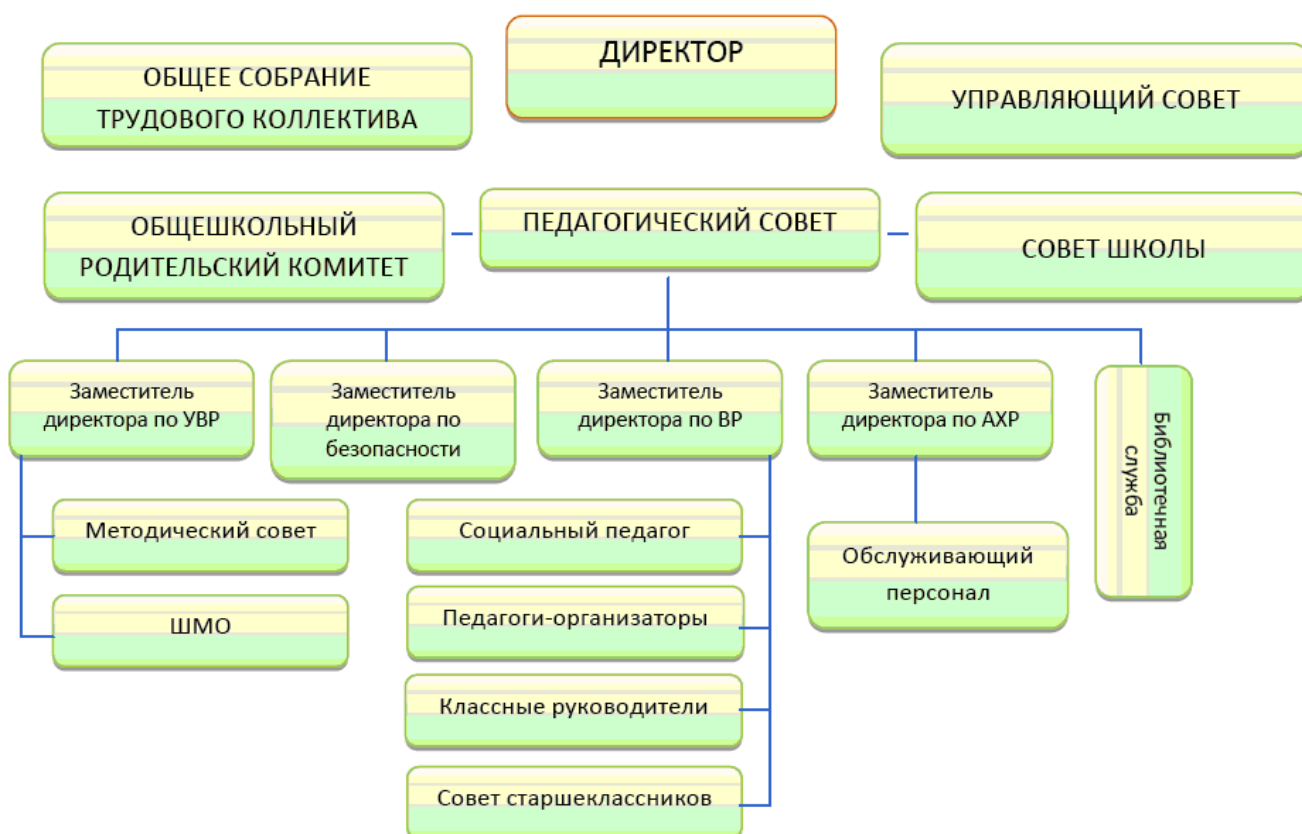 ДИРЕКТОР
ОБЩЕЕ СОБРАНИЕ
ТРУДОВОГО КОЛЛЕКТИВА
УПРАВЛЯЮЩИЙ СОВЕТ
ОБЩЕШКОЛЬНЫЙ
РОДИТЕЛЬСКИЙ КОМИТЕТ
ПЕДАГОГИЧЕСКИЙ СОВЕТ
СОВЕТ ШКОЛЫ
Заместитель
директора по УВР
Заместитель
директора по
безопасности
Заместитель
директора по ВР
Заместитель
директора по АХР
Библиотечная
служба
Методический совет
ШМО
Социальный педагог
Педагоги-организаторы
Классные руководители
Совет старшеклассников
Обслуживающий
персонал